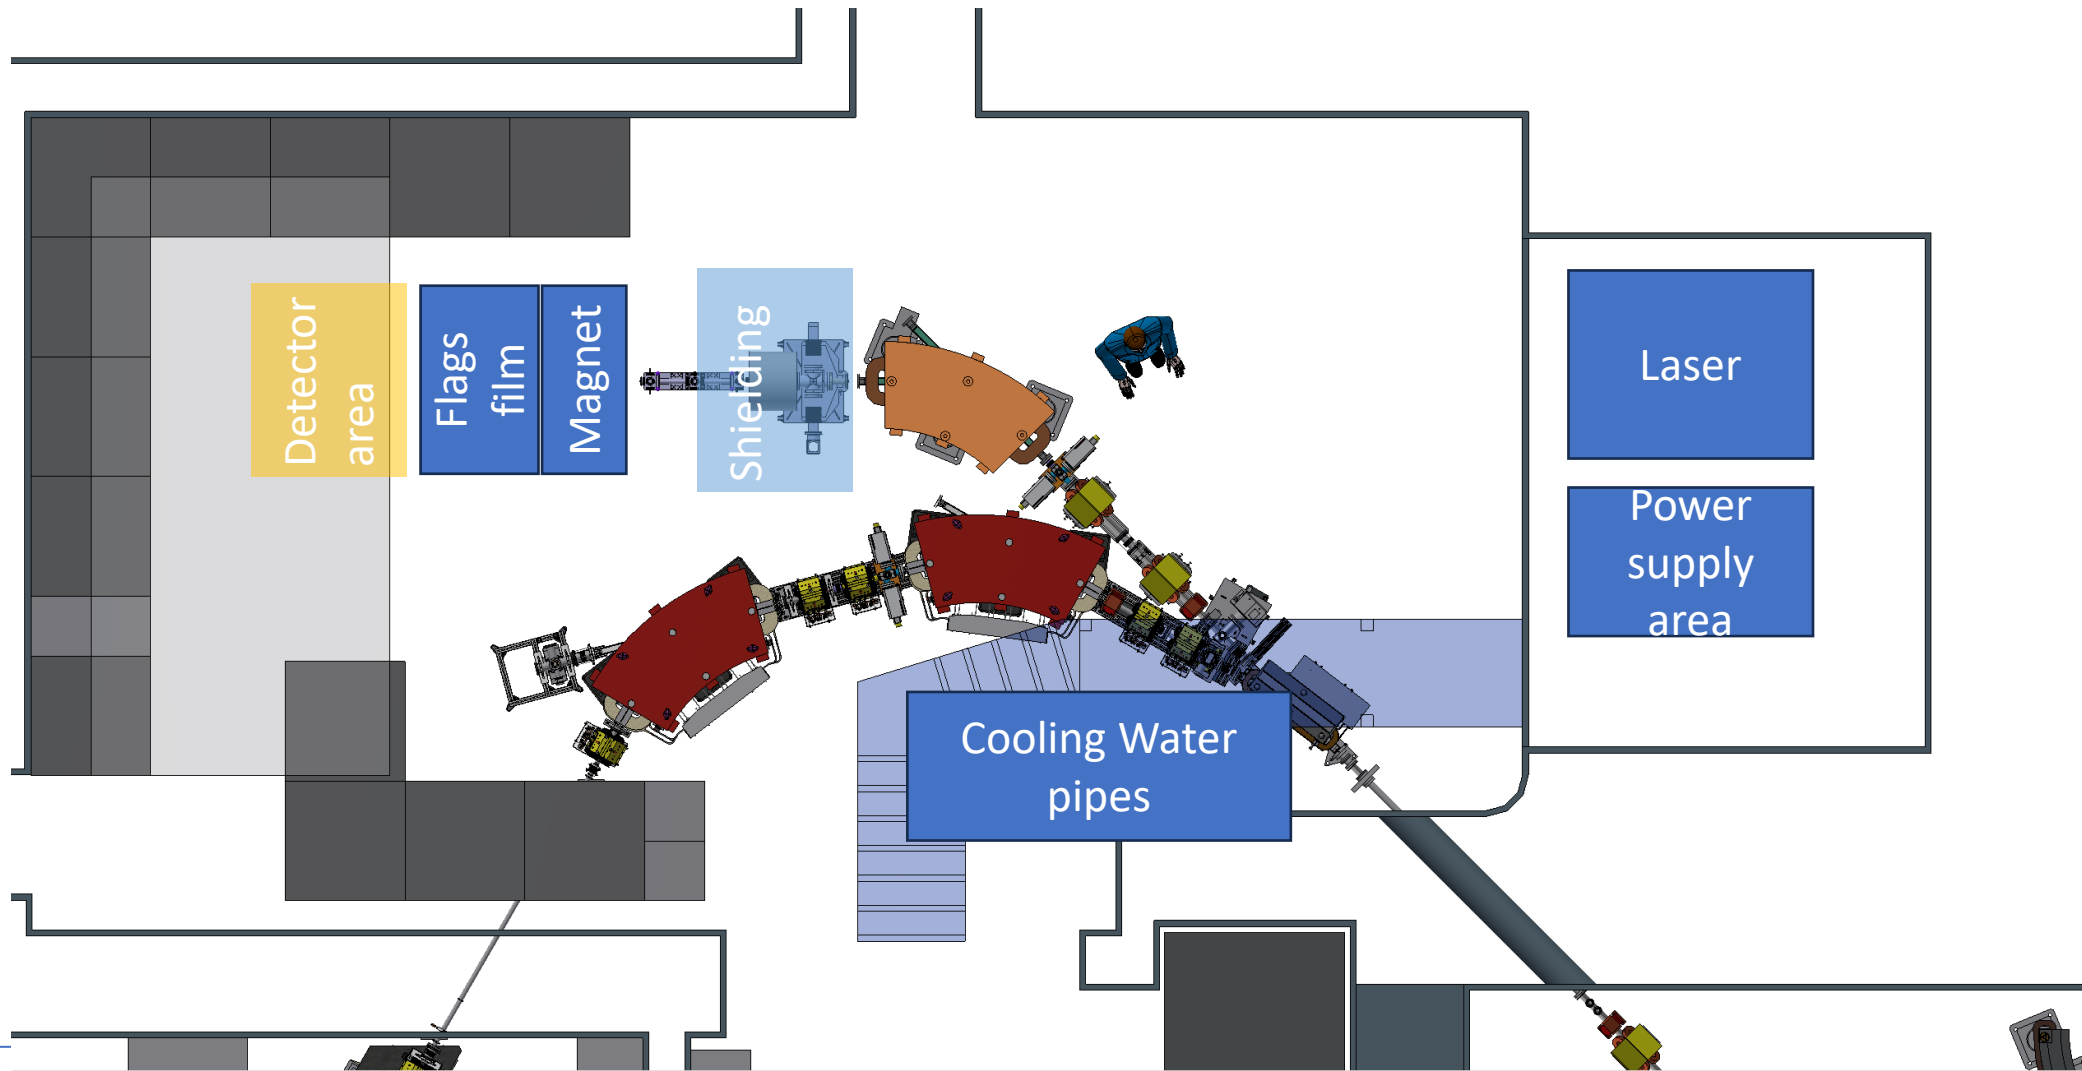 Detector
area
Flags
film
Magnet
Shielding
Laser
Power
supply
area
Cooling Water
pipes